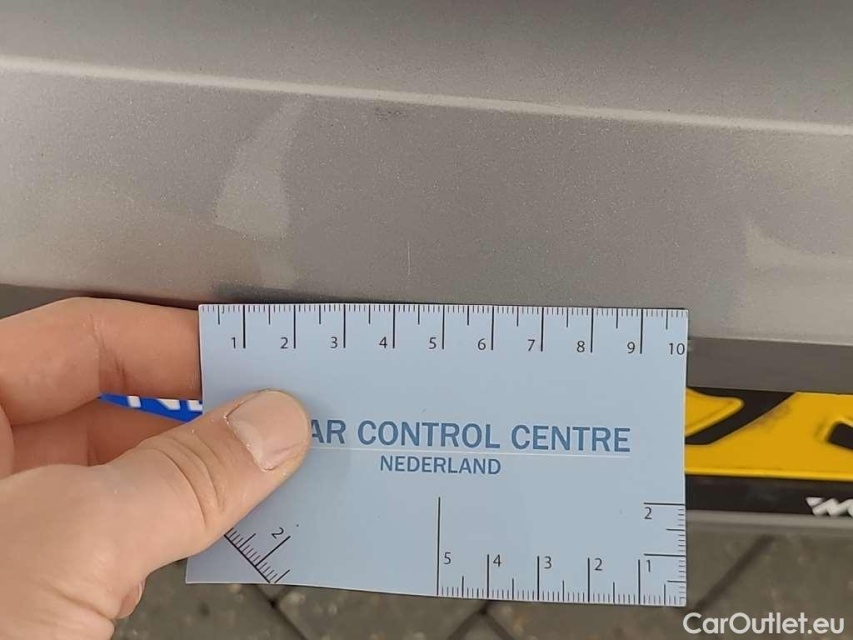 1 2 3 4 5 6 7 8 9 10
AR CONTROL CENTRE
NEDERLAND
2
2
5 4 3 2 1
CarOutlet.eu